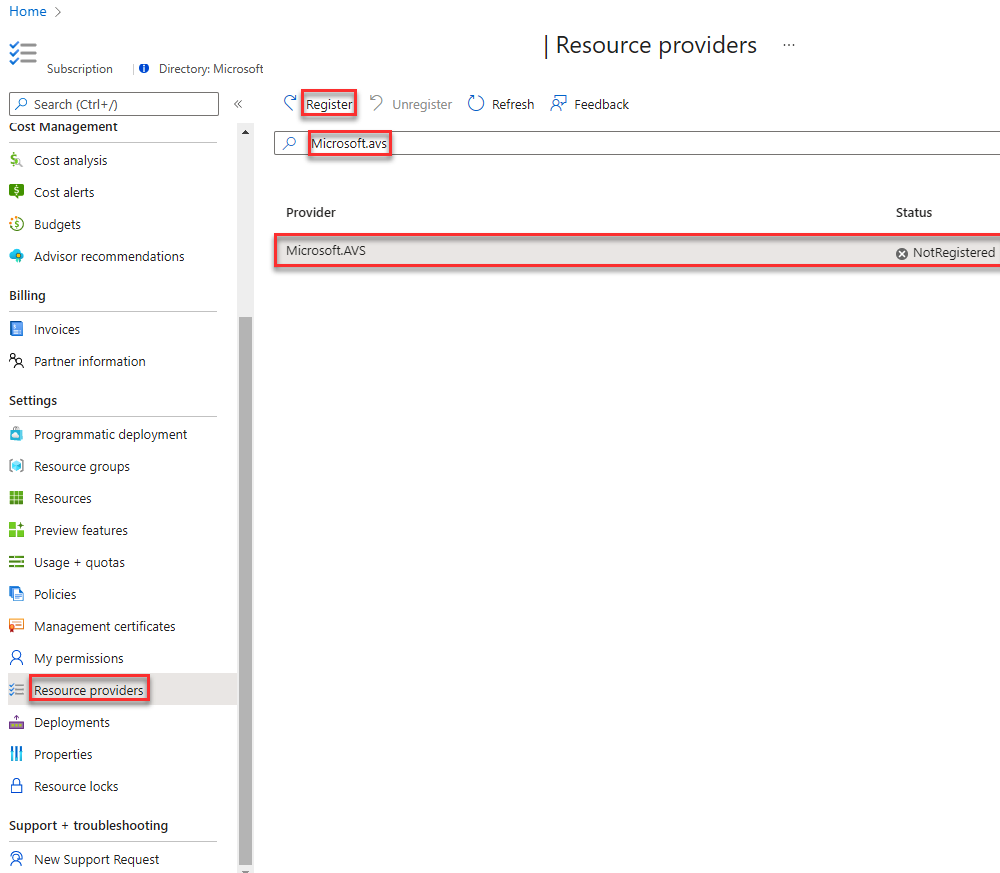 Home
| Resource providers ...
Subscription
Directory: Microsoft
Search (Ctrl+/)
«
Register
Unregister
Refresh
Feedback
Microsoft.avs
Provider
Status
Microsoft.AVS
NotRegistered
Cost Management
Cost analysis
Cost alerts
Budgets
Advisor recommendations
Billing
Invoices
Partner information
Settings
Programmatic deployment
Resource groups
Resources
Preview features
Usage + quotas
Policies
Management certificates
My permissions
Resource providers
Deployments
Properties
Resource locks
Support + troubleshooting
New Support Request